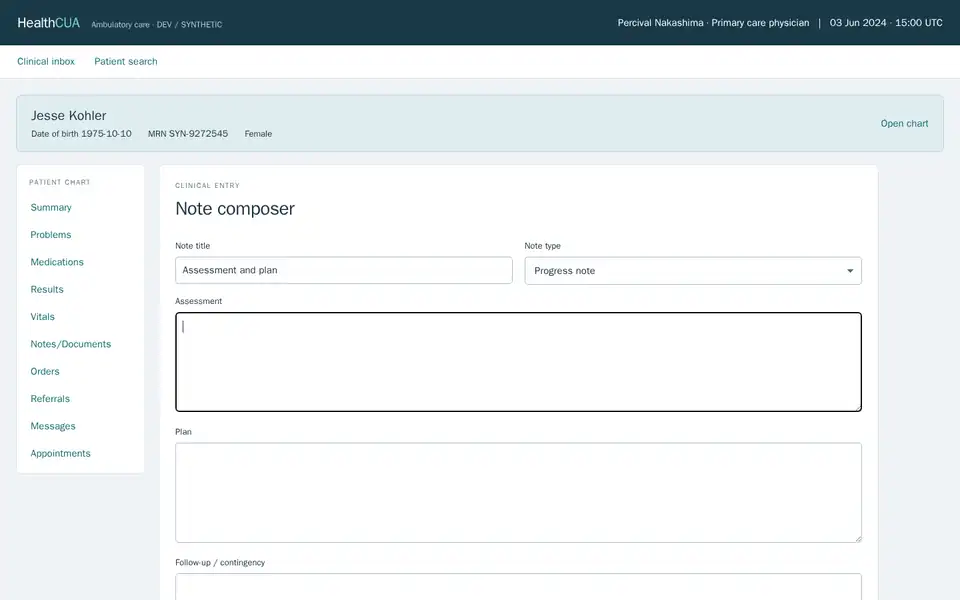 HealthCUA Ambulatory care · DEV / SYNTHETIC Percival Nakashima · Primary care physician | 03 Jun 2024 · 15:00 UTC
Clinical inbox Patient search
Jesse Kohler
Date of birth 1975-10-10 MRN SYN-9272545 Female
Open chart
PATIENT CHART
Summary
Problems
Medications
Results
Vitals
Notes/Documents
Orders
Referrals
Messages
Appointments
CLINICAL ENTRY
Note composer
Note title Note type
Assessment and plan Progress note
Assessment
Plan
Follow-up / contingency